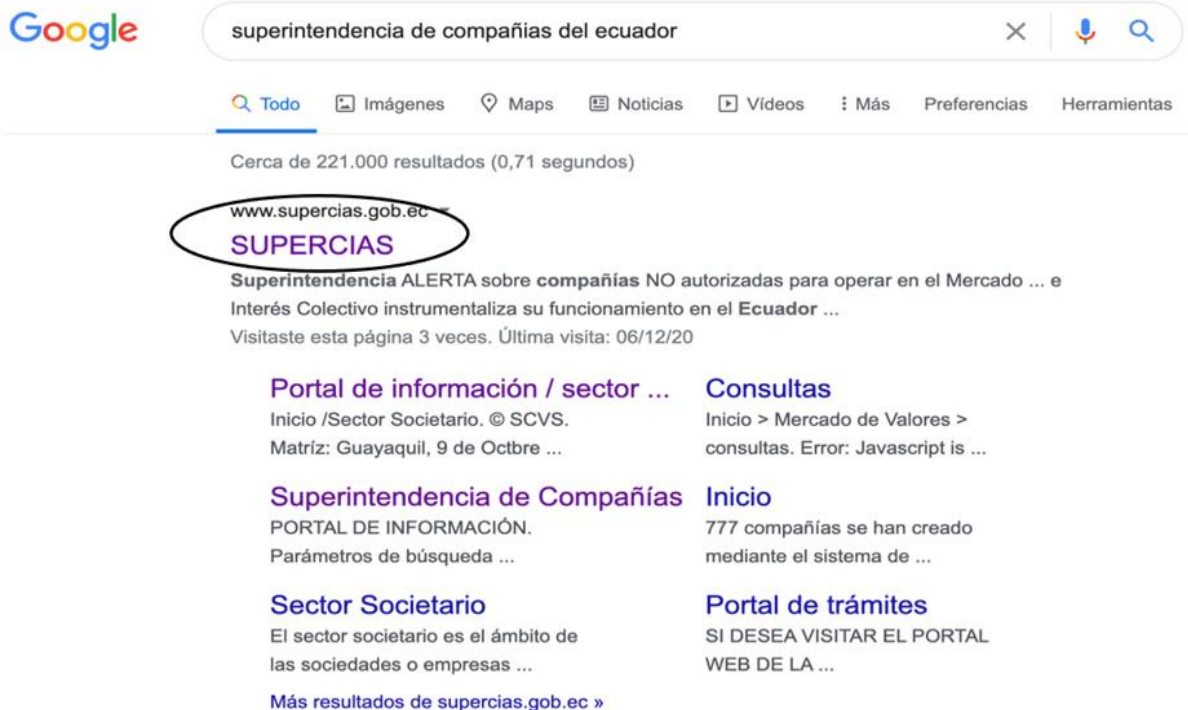 Google
superintendencia de compañias del ecuador
Todo Imágenes Maps Noticias Vídeos Más Preferencias Herramientas
Cerca de 221.000 resultados (0,71 segundos)
www.supercias.gob.ec
SUPERCIAS
Superintendencia ALERTA sobre compañías NO autorizadas para operar en el Mercado ... e
Interés Colectivo instrumentaliza su funcionamiento en el Ecuador ...
Visitaste esta página 3 veces. Última visita: 06/12/20
Portal de información / sector ...
Inicio /Sector Societario. © SCVS.
Matríz: Guayaquil, 9 de Octbre ...
Consultas
Inicio > Mercado de Valores >
consultas. Error: Javascript is ...
Superintendencia de Compañías
PORTAL DE INFORMACIÓN.
Parámetros de búsqueda ...
Inicio
777 compañías se han creado
mediante el sistema de ...
Sector Societario
El sector societario es el ámbito de
las sociedades o empresas ...
Portal de trámites
SI DESEA VISITAR EL PORTAL
WEB DE LA ...
Más resultados de supercias.gob.ec »